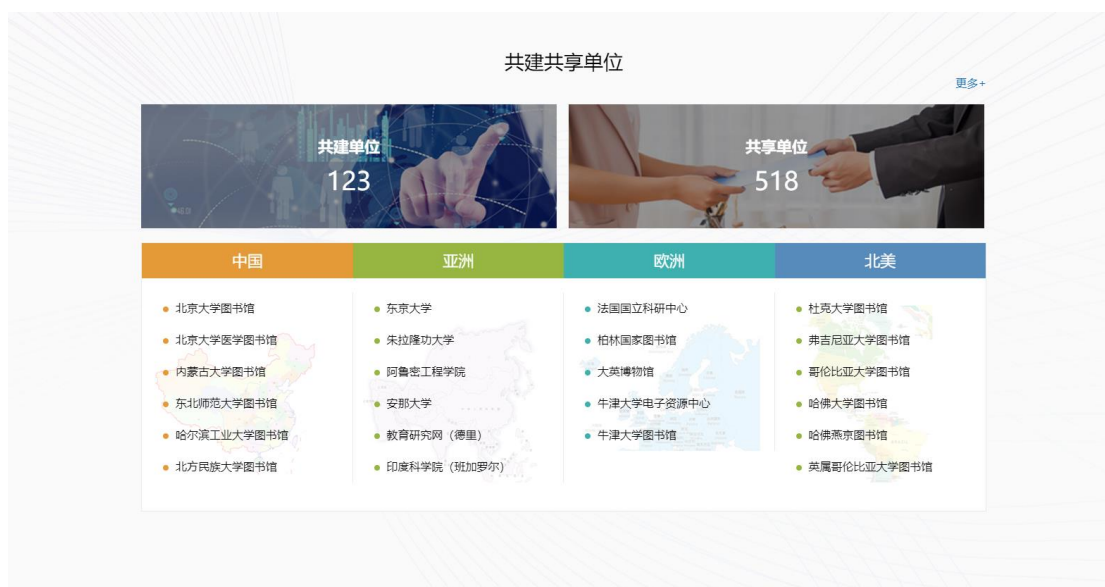 共建共享单位
更多+
共建单位
123
共享单位
518
中国
亚洲
欧洲
北美
北京大学图书馆
北京大学医学图书馆
内蒙古大学图书馆
东北师范大学图书馆
哈尔滨工业大学图书馆
北方民族大学图书馆
东京大学
朱拉隆功大学
阿鲁密工程学院
安那大学
教育研究网（德里）
印度科学院（班加罗尔）
法国国立科研中心
柏林国家图书馆
大英博物馆
牛津大学电子资源中心
牛津大学图书馆
杜克大学图书馆
弗吉尼亚大学图书馆
哥伦比亚大学图书馆
哈佛大学图书馆
哈佛燕京图书馆
英属哥伦比亚大学图书馆